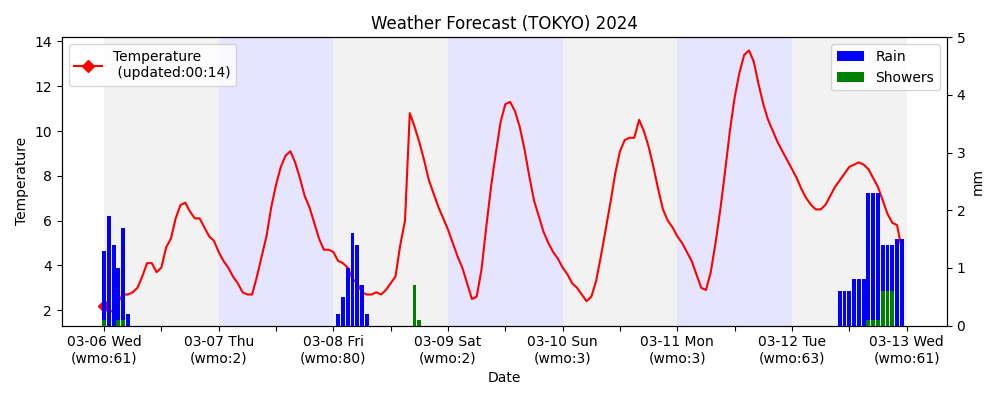 Weather Forecast (TOKYO) 2024
Temperature
(updated:00:14)
Rain
Showers
14
12
10
8
6
4
2
Temperature
5
4
3
2
1
0
mm
03-06 Wed 03-07 Thu 03-08 Fri 03-09 Sat 03-10 Sun 03-11 Mon 03-12 Tue 03-13 Wed
(wmo:61) (wmo:2) (wmo:80) (wmo:2) (wmo:3) (wmo:3) (wmo:63) (wmo:61)
Date